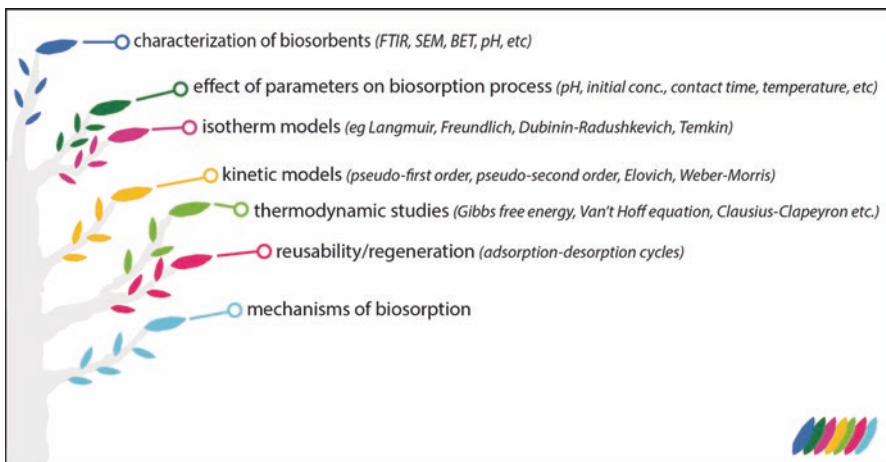 characterization of biosorbents (FTIR, SEM, BET, pH, etc)
effect of parameters on biosorption process (pH, initial conc., contact time, temperature, etc)
isotherm models (eg Langmuir, Freundlich, Dubinin-Radushkevich, Temkin)
kinetic models (pseudo-first order, pseudo-second order, Elovich, Weber-Morris)
thermodynamic studies (Gibbs free energy, Van't Hoff equation, Clausius-Clapeyron etc.)
reusability/regeneration (adsorption-desorption cycles)
mechanisms of biosorption